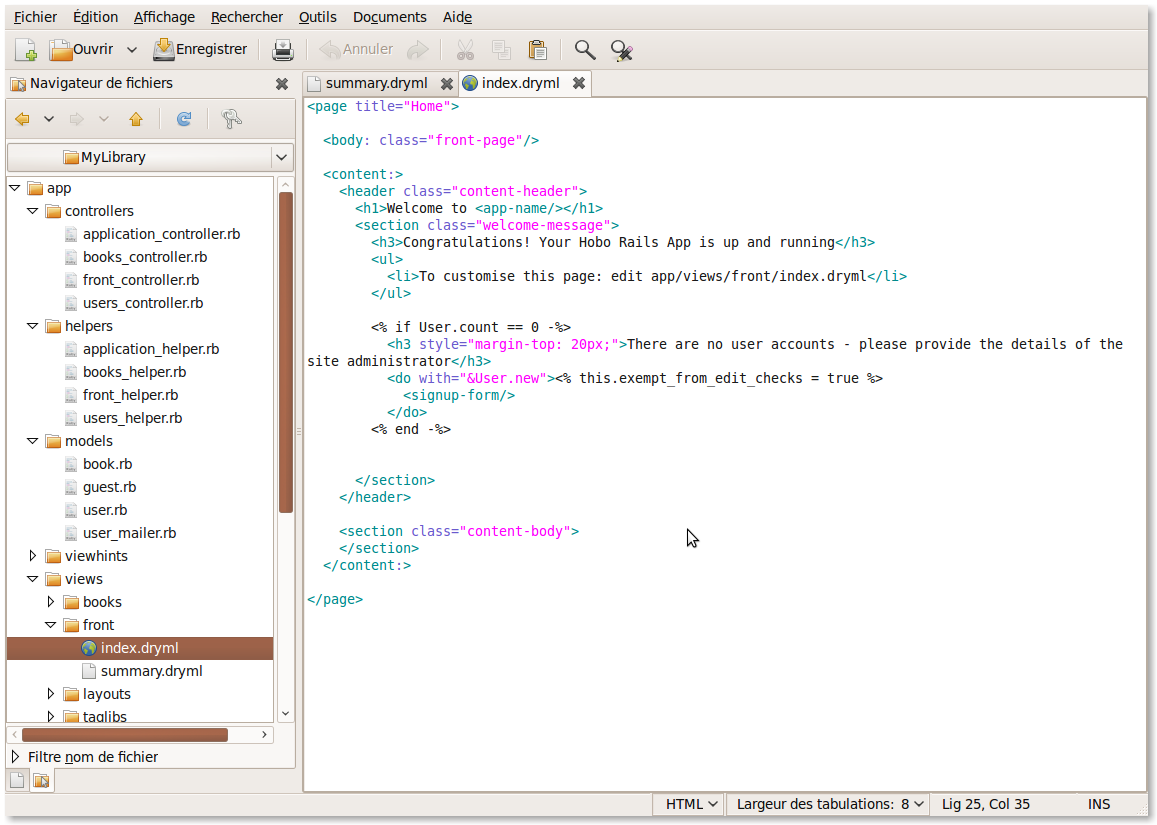 Fichier Édition Affichage Rechercher Outils Documents Aide
Ouvrir Enregistrer Annuler
Navigateur de fichiers
MyLibrary
app
controllers
application_controller.rb
books_controller.rb
front_controller.rb
users_controller.rb
helpers
application_helper.rb
books_helper.rb
front_helper.rb
users_helper.rb
models
book.rb
guest.rb
user.rb
user_mailer.rb
viewhints
views
books
front
index.dryml
summary.dryml
layouts
taglibs
Filtre nom de fichier
summary.dryml index.dryml
<page title="Home">
<body: class="front-page"/>
<content:>
<header class="content-header">
<h1>Welcome to <app-name/></h1>
<section class="welcome-message">
<h3>Congratulations! Your Hobo Rails App is up and running</h3>
<ul>
<li>To customise this page: edit app/views/front/index.dryml</li>
</ul>
<% if User.count == 0 -%>
<h3 style="margin-top: 20px;">There are no user accounts - please provide the details of the
site administrator</h3>
<do with="&User.new"><% this.exempt_from_edit_checks = true %>
<signup-form/>
</do>
<% end -%>
</section>
</header>
<section class="content-body">
</section>
</content:>
</page>
HTML Largeur des tabulations: 8 Lig 25, Col 35 INS